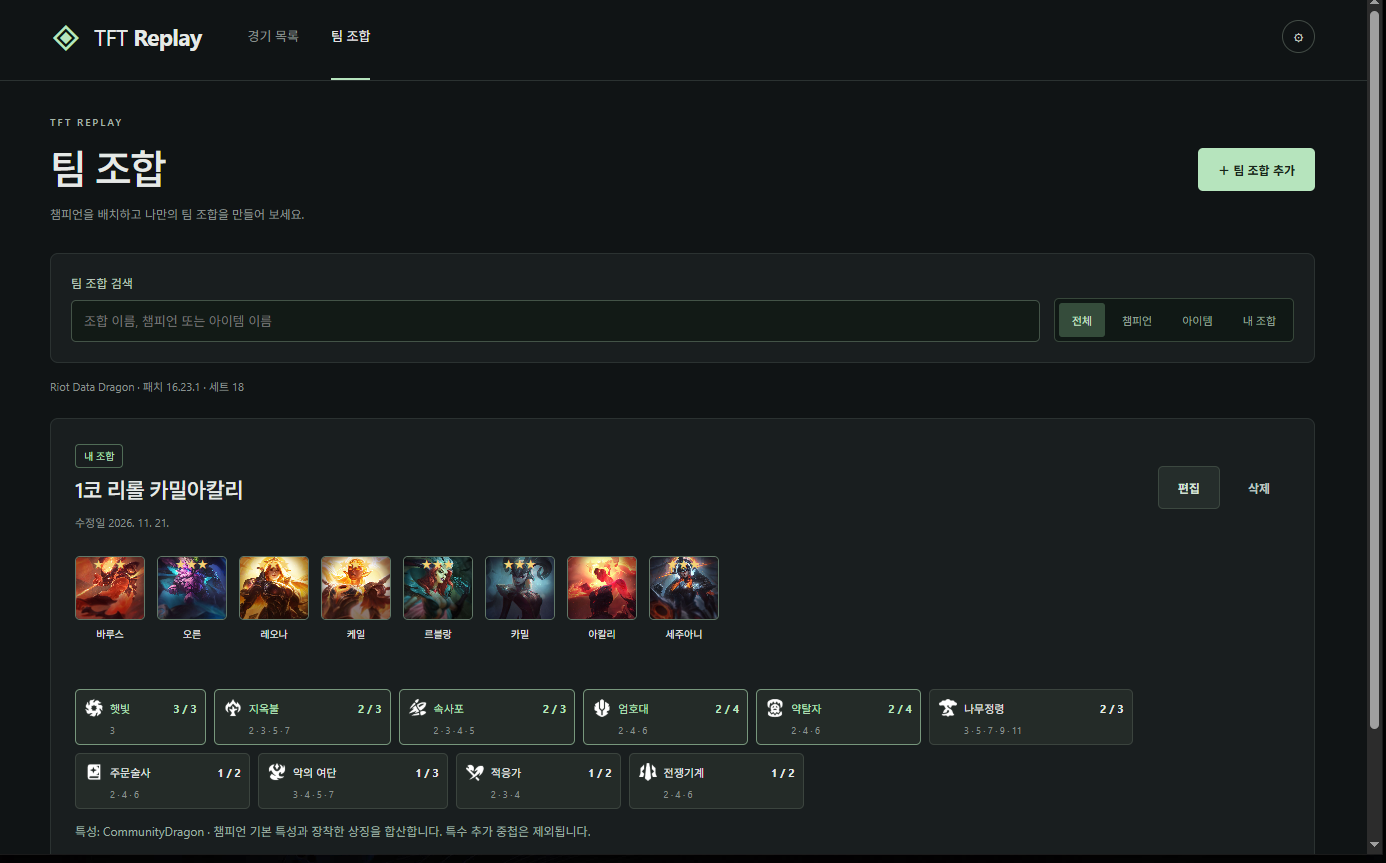 TFT Replay 경기 목록 팀 조합
TFT REPLAY
팀 조합
+ 팀 조합 추가
챔피언을 배치하고 나만의 팀 조합을 만들어 보세요.
팀 조합 검색
조합 이름, 챔피언 또는 아이템 이름 전체 챔피언 아이템 내 조합
Riot Data Dragon · 패치 16.23.1 · 세트 18
내 조합
1코 리롤 카밀아칼리
편집 삭제
수정일 2026. 11. 21.
바루스 오른 레오나 케일 르블랑 카밀 아칼리 세주아니
햇빛 3 / 3 지옥불 2 / 3 속사포 2 / 3 엄호대 2 / 4 약탈자 2 / 4 나무정령 2 / 3
3 2 · 3 · 5 · 7 2 · 3 · 4 · 5 2 · 4 · 6 2 · 4 · 6 3 · 5 · 7 · 9 · 11
주문술사 1 / 2 악의 여단 1 / 3 적응가 1 / 2 전쟁기계 1 / 2
2 · 4 · 6 3 · 4 · 5 · 7 2 · 3 · 4 2 · 4 · 6
특성: CommunityDragon · 챔피언 기본 특성과 장착한 상징을 합산합니다. 특수 추가 중첩은 제외됩니다.